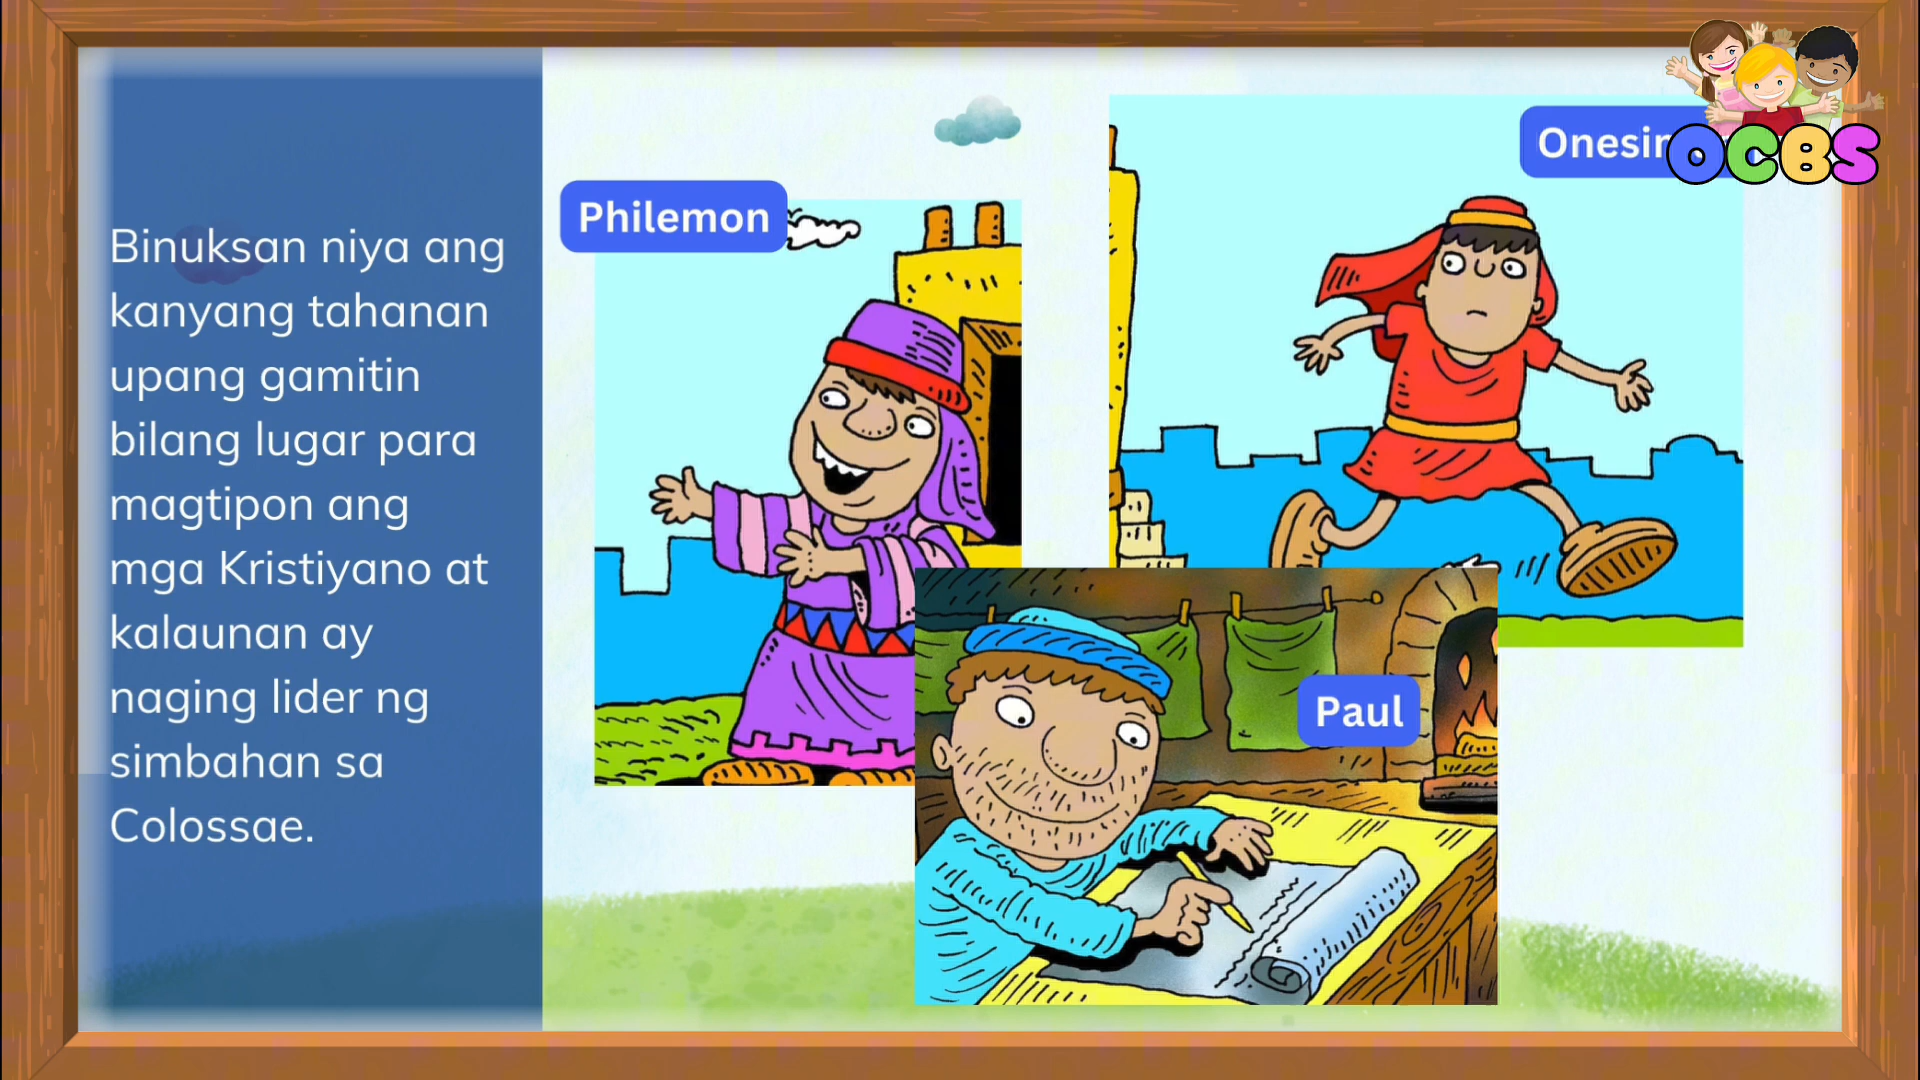 Binuksan niya ang
kanyang tahanan
upang gamitin
bilang lugar para
magtipon ang
mga Kristiyano at
kalaunan ay
naging lider ng
simbahan sa
Colossae.
Philemon
OCBS
Paul